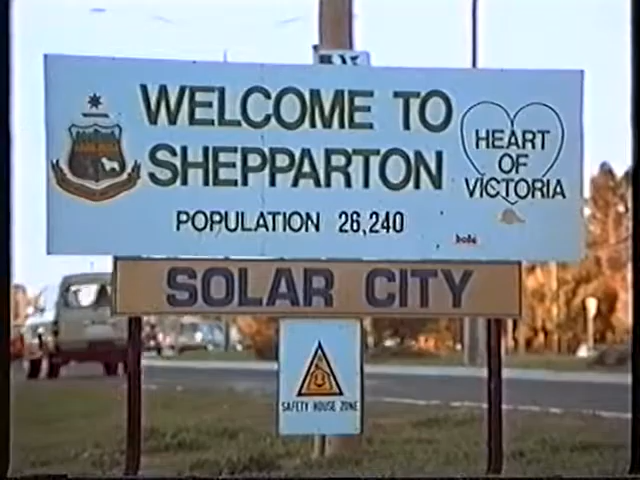 WELCOME TO
SHEPPARTON
POPULATION 26,240
HEART
OF
VICTORIA
SOLAR CITY
SAFETY HOUSE ZONE